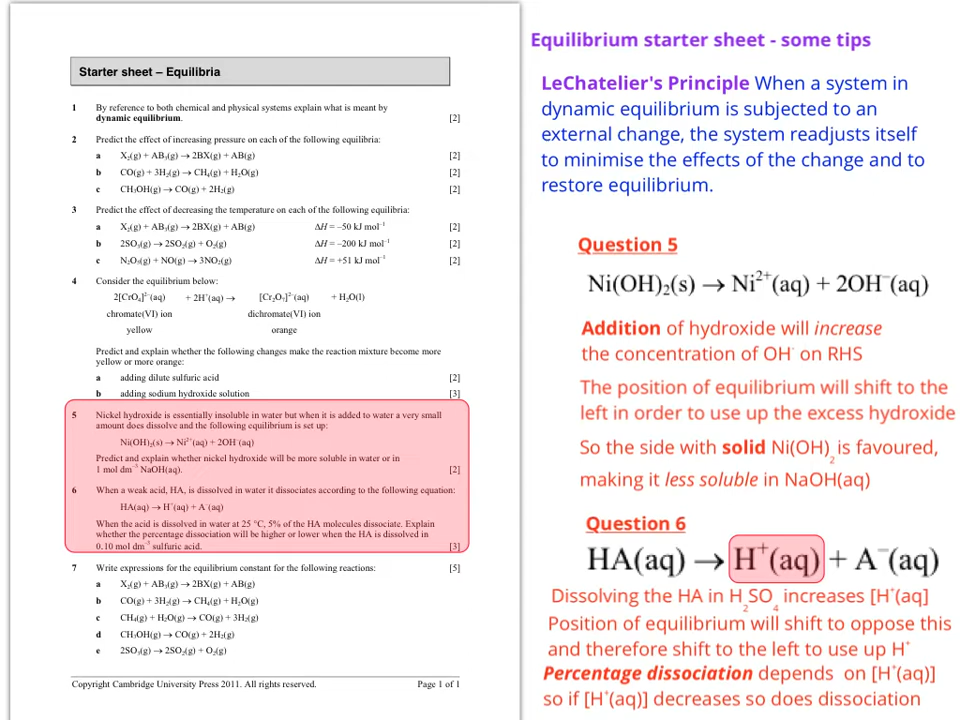 Starter sheet – Equilibria
1 By reference to both chemical and physical systems explain what is meant by
dynamic equilibrium. [2]
2 Predict the effect of increasing pressure on each of the following equilibria:
a X₂(g) + AB₃(g) → 2BX(g) + AB(g) [2]
b CO(g) + 3H₂(g) → CH₄(g) + H₂O(g) [2]
c CH₃OH(g) → CO(g) + 2H₂(g) [2]
3 Predict the effect of decreasing the temperature on each of the following equilibria:
a X₂(g) + AB₃(g) → 2BX(g) + AB(g) ΔH = –50 kJ mol⁻¹ [2]
b 2SO₃(g) → 2SO₂(g) + O₂(g) ΔH = –200 kJ mol⁻¹ [2]
c N₂O₅(g) + NO(g) → 3NO₂(g) ΔH = +51 kJ mol⁻¹ [2]
4 Consider the equilibrium below:
2[CrO₄]²⁻(aq) + 2H⁺(aq) → [Cr₂O₇]²⁻(aq) + H₂O(l)
chromate(VI) ion dichromate(VI) ion
yellow orange
Predict and explain whether the following changes make the reaction mixture become more
yellow or more orange:
a adding dilute sulfuric acid [2]
b adding sodium hydroxide solution [3]
5 Nickel hydroxide is essentially insoluble in water but when it is added to water a very small
amount does dissolve and the following equilibrium is set up:
Ni(OH)₂(s) → Ni²⁺(aq) + 2OH⁻(aq)
Predict and explain whether nickel hydroxide will be more soluble in water or in
1 mol dm⁻³ NaOH(aq). [2]
6 When a weak acid, HA, is dissolved in water it dissociates according to the following equation:
HA(aq) → H⁺(aq) + A⁻(aq)
When the acid is dissolved in water at 25 °C, 5% of the HA molecules dissociate. Explain
whether the percentage dissociation will be higher or lower when the HA is dissolved in
0.10 mol dm⁻³ sulfuric acid. [3]
7 Write expressions for the equilibrium constant for the following reactions: [5]
a X₂(g) + AB₃(g) → 2BX(g) + AB(g)
b CO(g) + 3H₂(g) → CH₄(g) + H₂O(g)
c CH₄(g) + H₂O(g) → CO(g) + 3H₂(g)
d CH₃OH(g) → CO(g) + 2H₂(g)
e 2SO₃(g) → 2SO₂(g) + O₂(g)
Copyright Cambridge University Press 2011. All rights reserved. Page 1 of 1
Equilibrium starter sheet - some tips
LeChatelier's Principle When a system in
dynamic equilibrium is subjected to an
external change, the system readjusts itself
to minimise the effects of the change and to
restore equilibrium.
Question 5
Ni(OH)₂(s) → Ni²⁺(aq) + 2OH⁻(aq)
Addition of hydroxide will increase
the concentration of OH⁻ on RHS
The position of equilibrium will shift to the
left in order to use up the excess hydroxide
So the side with solid Ni(OH)₂ is favoured,
making it less soluble in NaOH(aq)
Question 6
HA(aq) → H⁺(aq) + A⁻(aq)
Dissolving the HA in H₂SO₄ increases [H⁺(aq]
Position of equilibrium will shift to oppose this
and therefore shift to the left to use up H⁺
Percentage dissociation depends on [H⁺(aq)]
so if [H⁺(aq)] decreases so does dissociation